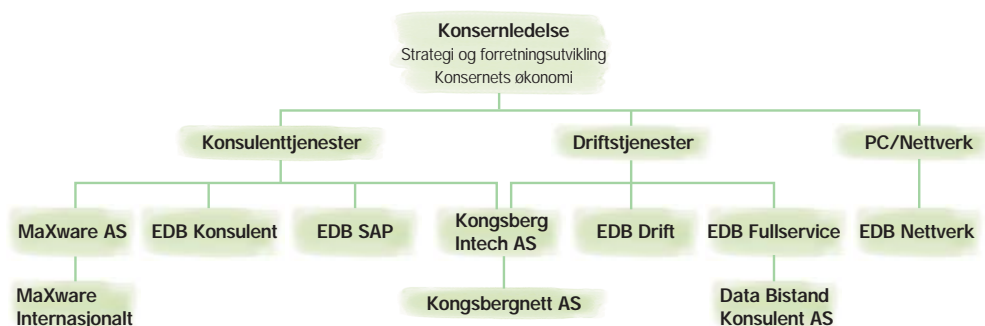 Konsernledelse
Strategi og forretningsutvikling
Konsernets økonomi
Konsulenttjenester
Driftstjenester
PC/Nettverk
MaXware AS
EDB Konsulent
EDB SAP
Kongsberg
Intech AS
EDB Drift
EDB Fullservice
EDB Nettverk
MaXware
Internasjonalt
Kongsbergnett AS
Data Bistand
Konsulent AS